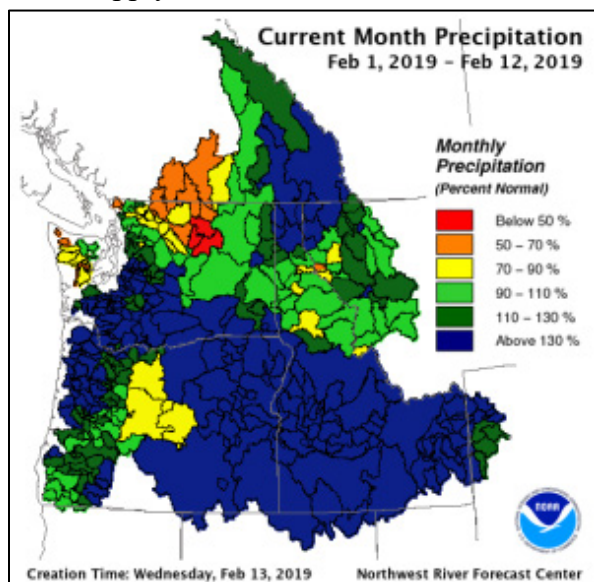 Current Month Precipitation
Feb 1, 2019 – Feb 12, 2019
Monthly
Precipitation
(Percent Normal)
Below 50 %
50 – 70 %
70 – 90 %
90 – 110 %
110 – 130 %
Above 130 %
NOAA
Creation Time: Wednesday, Feb 13, 2019
Northwest River Forecast Center